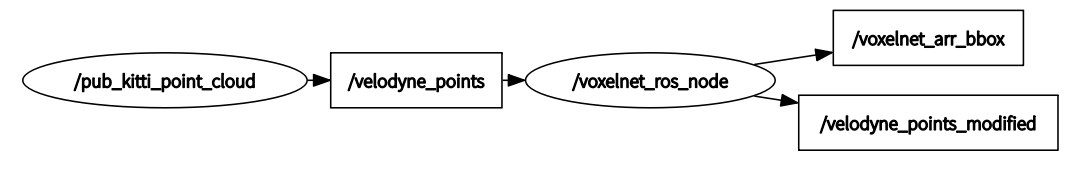 /pub_kitti_point_cloud
/velodyne_points
/voxelnet_ros_node
/voxelnet_arr_bbox
/velodyne_points_modified